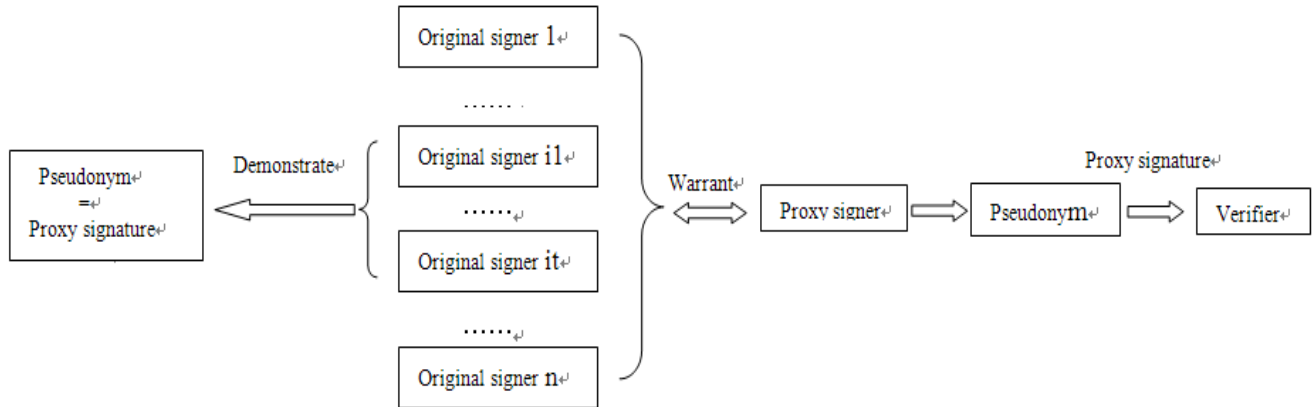 Pseudonym↵
=↵
Proxy signature↵
Demonstrate↵
Original signer 1↵
…… .
Original signer i1↵
……↵
Original signer it↵
……↵
Original signer n↵
Warrant↵
Proxy signer↵
Pseudonym↵
Proxy signature↵
Verifier↵